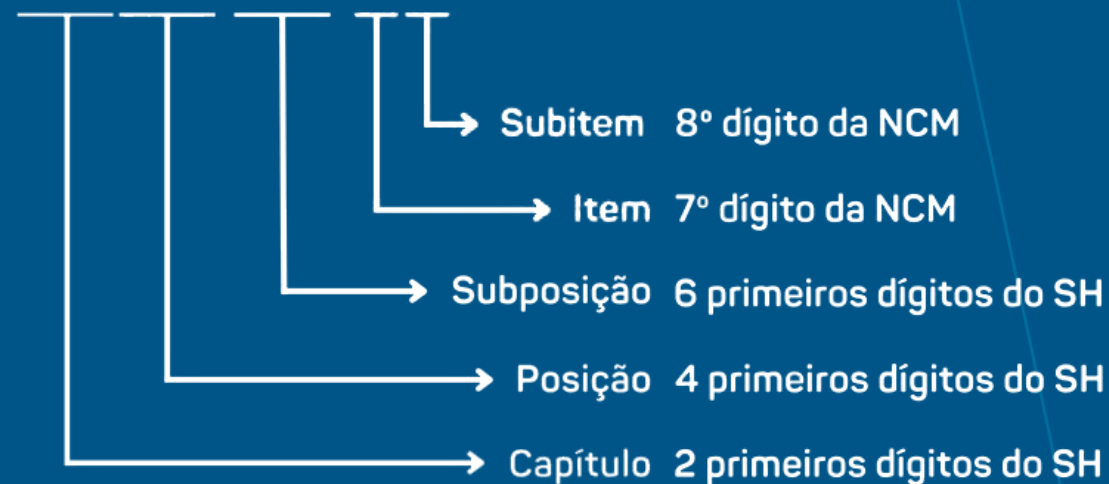 Subitem 8º dígito da NCM
Item 7º dígito da NCM
Subposição 6 primeiros dígitos do SH
Posição 4 primeiros dígitos do SH
Capítulo 2 primeiros dígitos do SH